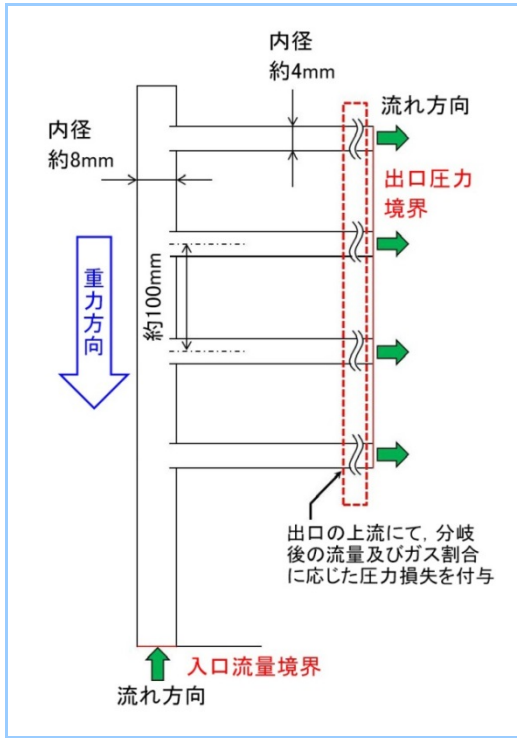 内径
約4mm
流れ方向
内径
約8mm
出口圧力
境界
重力方向
約100mm
出口の上流にて，分岐
後の流量及びガス割合
に応じた圧力損失を付与
入口流量境界
流れ方向